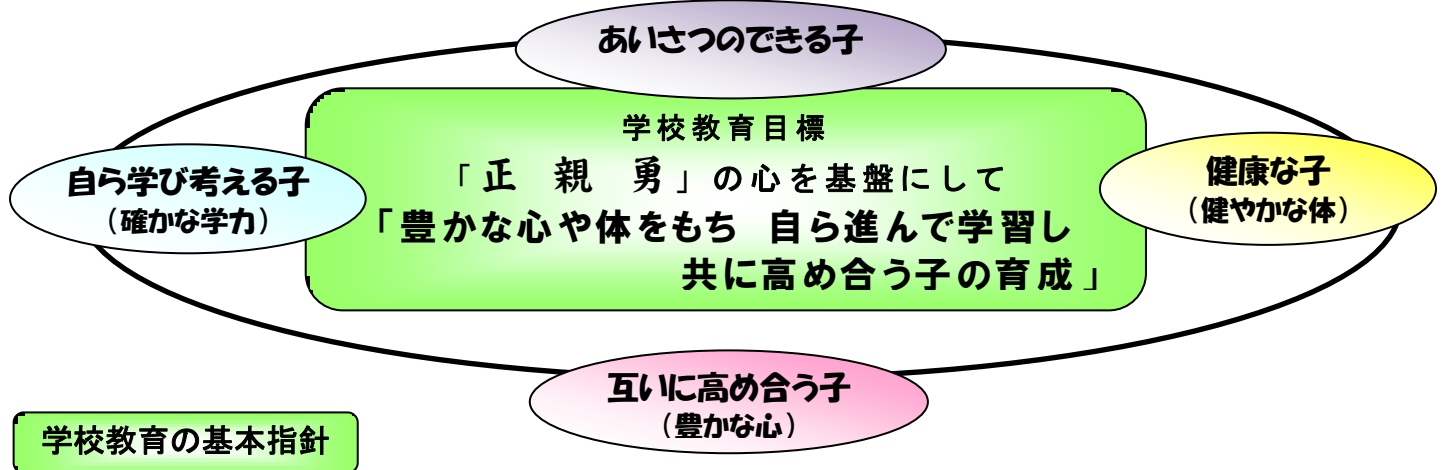 あいさつのできる子
学校教育目標
「正 親 勇」の心を基盤にして
「豊かな心や体をもち 自ら進んで学習し
共に高め合う子の育成」
自ら学び考える子
(確かな学力)
健康な子
(健やかな体)
互いに高め合う子
(豊かな心)
学校教育の基本指針